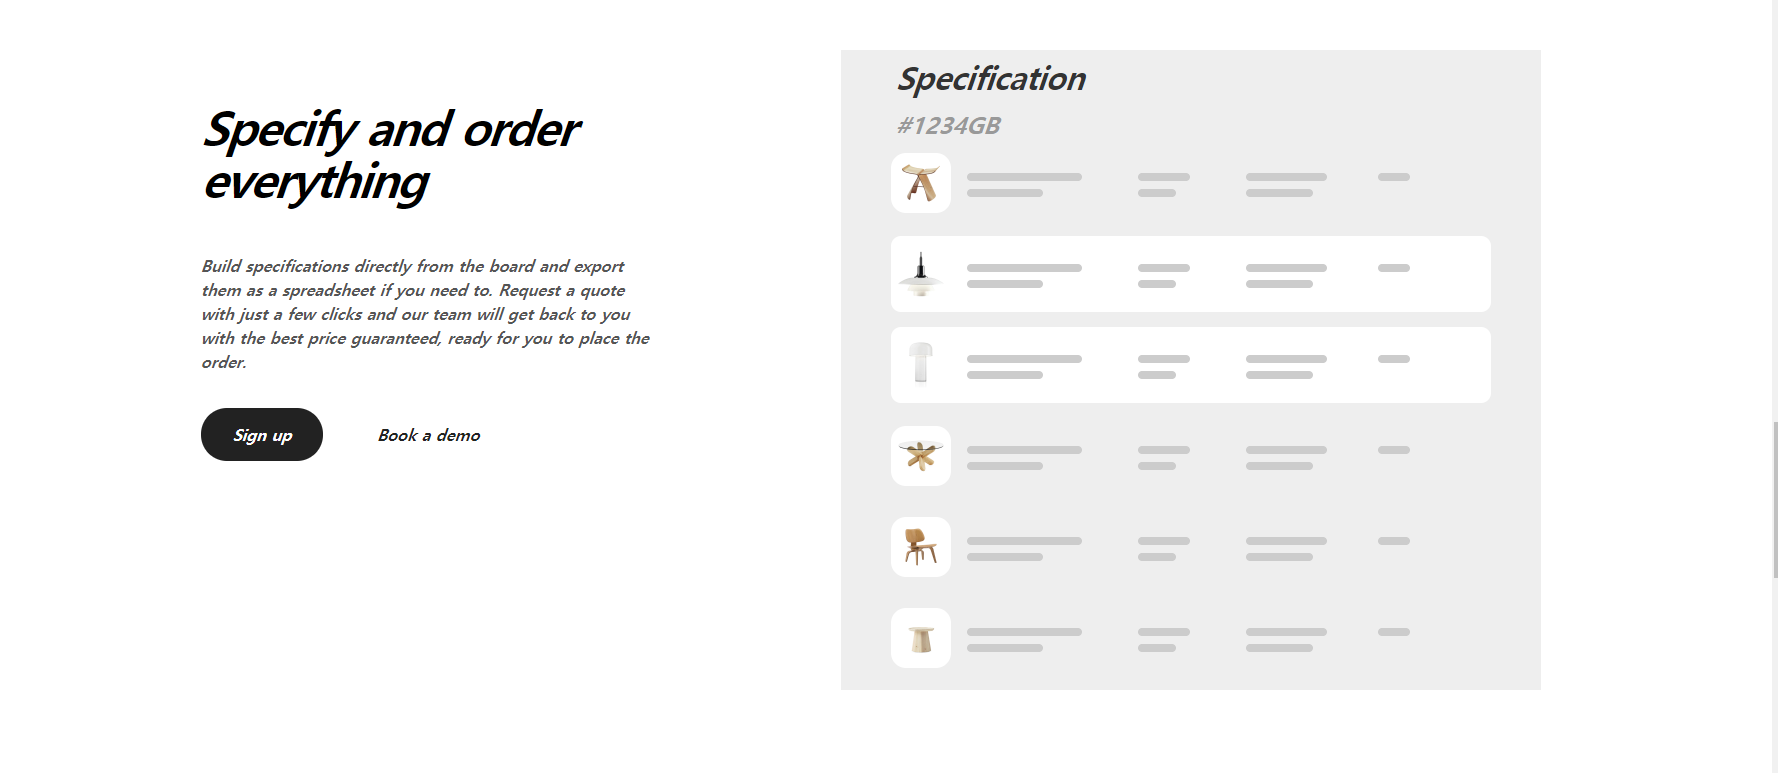 Specify and order
everything
Build specifications directly from the board and export
them as a spreadsheet if you need to. Request a quote
with just a few clicks and our team will get back to you
with the best price guaranteed, ready for you to place the
order.
Sign up
Book a demo
Specification
#1234GB